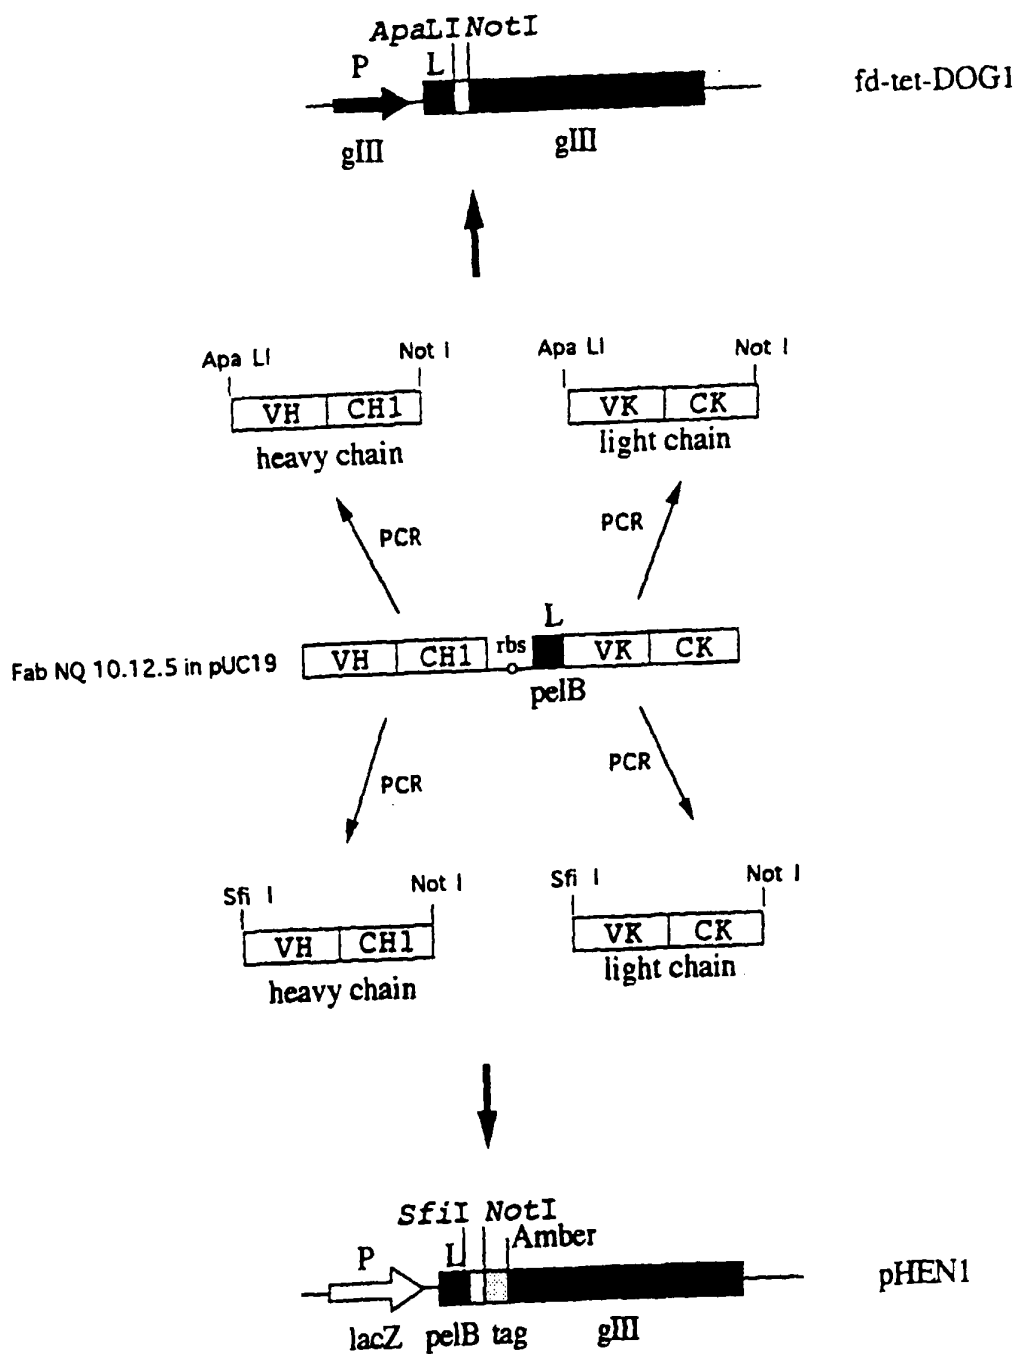 ApaLI NotI
P L
fd-tet-DOG1
gIII gIII
Apa LI Not I Apa LI Not I
VH CH1 VK CK
heavy chain light chain
PCR PCR
L
Fab NQ 10.12.5 in pUC19 VH CH1 rbs VK CK
pelB
PCR PCR
Sfi I Not I Sfi I Not I
VH CH1 VK CK
heavy chain light chain
SfiI NotI
P L Amber
pHEN1
lacZ pelB tag gIII